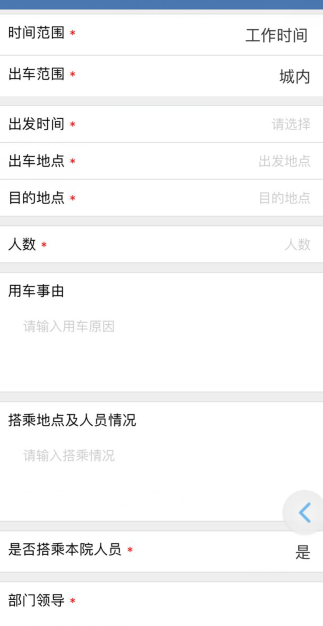 时间范围 * 工作时间
出车范围 * 城内
出发时间 * 请选择
出车地点 * 出发地点
目的地点 * 目的地点
人数 * 人数
用车事由
请输入用车原因
搭乘地点及人员情况
请输入搭乘情况
是否搭乘本院人员 * 是
部门领导 *